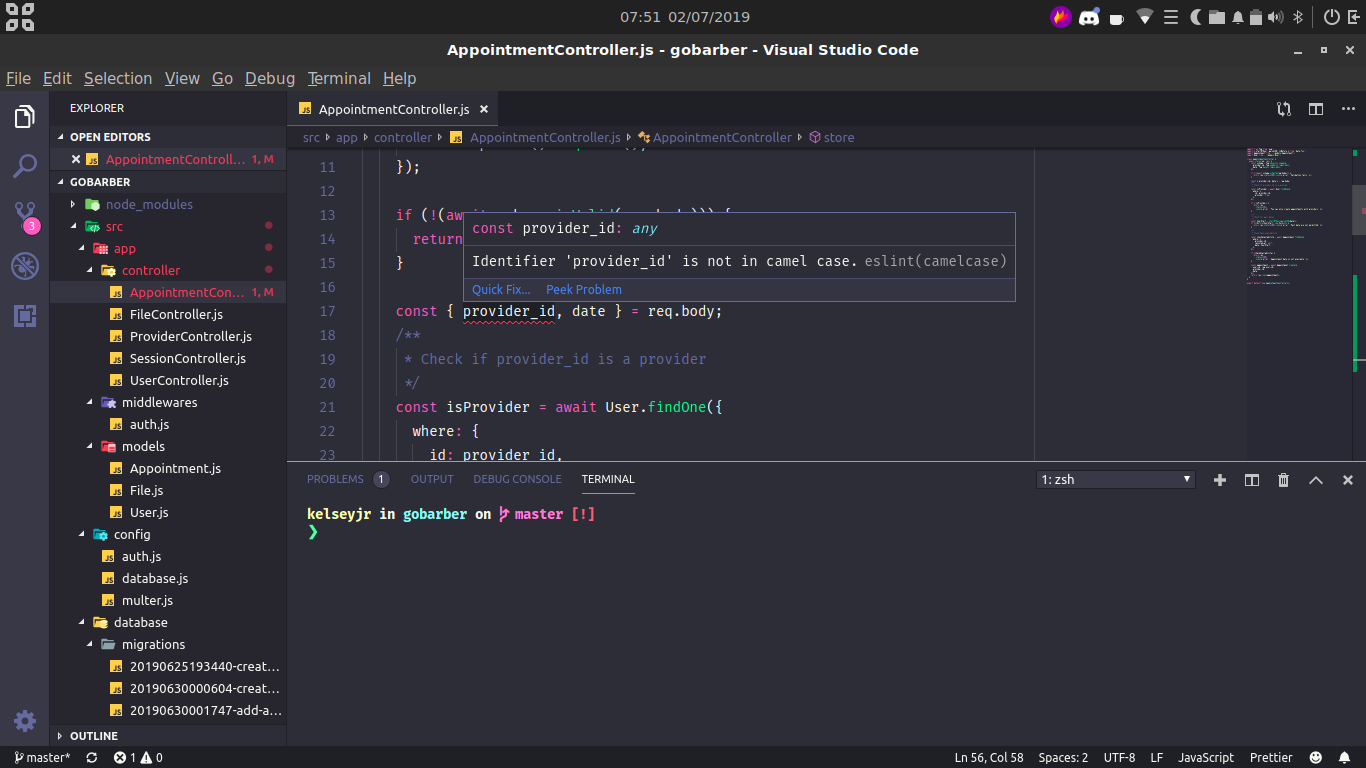 07:51 02/07/2019
AppointmentController.js - gobarber - Visual Studio Code
File Edit Selection View Go Debug Terminal Help
EXPLORER
OPEN EDITORS
AppointmentControll... 1, M
GOBARBER
node_modules
src
app
controller
AppointmentCon... 1, M
FileController.js
ProviderController.js
SessionController.js
UserController.js
middlewares
auth.js
models
Appointment.js
File.js
User.js
config
auth.js
database.js
multer.js
database
migrations
20190625193440-creat...
20190630000604-creat...
20190630001747-add-a...
OUTLINE
3
AppointmentController.js
src › app › controller › AppointmentController.js › AppointmentController › store
11 });
12
13 if (!(aw
14 return
15 }
16
const provider_id: any
Identifier 'provider_id' is not in camel case. eslint(camelcase)
Quick Fix... Peek Problem
17 const { provider_id, date } = req.body;
18 /**
19 * Check if provider_id is a provider
20 */
21 const isProvider = await User.findOne({
22 where: {
23 id: provider_id,
PROBLEMS 1 OUTPUT DEBUG CONSOLE TERMINAL
1: zsh
kelseyjr in gobarber on master [!]
❯
master* 1 0
Ln 56, Col 58 Spaces: 2 UTF-8 LF JavaScript Prettier